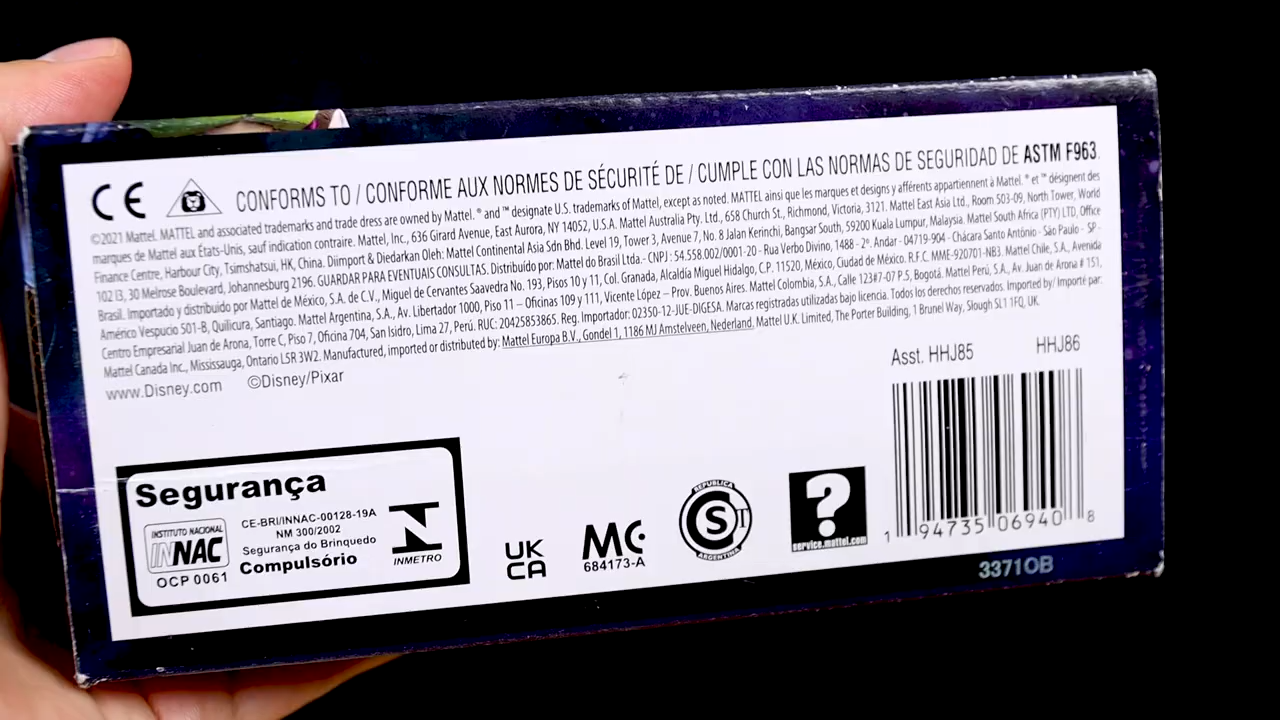 CE CONFORMS TO / CONFORME AUX NORMES DE SÉCURITÉ DE / CUMPLE CON LAS NORMAS DE SEGURIDAD DE ASTM F963.
©2021 Mattel. MATTEL and associated trademarks and trade dress are owned by Mattel. ® and ™ designate U.S. trademarks of Mattel, except as noted. MATTEL ainsi que les marques et designs y afférents appartiennent à Mattel. ® et ™ désignent des
marques de Mattel aux États-Unis, sauf indication contraire. Mattel, Inc., 636 Girard Avenue, East Aurora, NY 14052, U.S.A. Mattel Australia Pty. Ltd., 658 Church St., Richmond, Victoria, 3121. Mattel East Asia Ltd., Room 503-09, North Tower, World
Finance Centre, Harbour City, Tsimshatsui, HK, China. Diimport & Diedarkan Oleh: Mattel Continental Asia Sdn Bhd. Level 19, Tower 3, Avenue 7, No. 8 Jalan Kerinchi, Bangsar South, 59200 Kuala Lumpur, Malaysia. Mattel South Africa (PTY) LTD, Office
102 I3, 30 Melrose Boulevard, Johannesburg 2196. GUARDAR PARA EVENTUAIS CONSULTAS. Distribuído por: Mattel do Brasil Ltda.- CNPJ : 54.558.002/0001-20 - Rua Verbo Divino, 1488 - 2º. Andar - 04719-904 - Chácara Santo Antônio - São Paulo - SP -
Brasil. Importado y distribuido por Mattel de México, S.A. de C.V., Miguel de Cervantes Saavedra No. 193, Pisos 10 y 11, Col. Granada, Alcaldía Miguel Hidalgo, C.P. 11520, México, Ciudad de México. R.F.C. MME-920701-NB3. Mattel Chile, S.A., Avenida
Américo Vespucio 501-B, Quilicura, Santiago. Mattel Argentina, S.A., Av. Libertador 1000, Piso 11 – Oficinas 109 y 111, Vicente López – Prov. Buenos Aires. Mattel Colombia, S.A., Calle 123#7-07 P.5, Bogotá. Mattel Perú, S.A., Av. Juan de Arona # 151,
Centro Empresarial Juan de Arona, Torre C, Piso 7, Oficina 704, San Isidro, Lima 27, Perú. RUC: 20425853865. Reg. Importador: 02350-12-JUE-DIGESA. Marcas registradas utilizadas bajo licencia. Todos los derechos reservados. Imported by/ Importé par:
Mattel Canada Inc., Mississauga, Ontario L5R 3W2. Manufactured, imported or distributed by: Mattel Europa B.V., Gondel 1, 1186 MJ Amstelveen, Nederland. Mattel U.K. Limited, The Porter Building, 1 Brunel Way, Slough SL1 1FQ, UK.
www.Disney.com ©Disney/Pixar
Asst. HHJ85 HHJ86
Segurança
INSTITUTO NACIONAL
INNAC
OCP 0061
CE-BRI/INNAC-00128-19A
NM 300/2002
Segurança do Brinquedo
Compulsório
INMETRO
UK
CA
MC
684173-A
REPUBLICA
S
ARGENTINA
?
service.mattel.com
1 94735 06940 8
3371OB